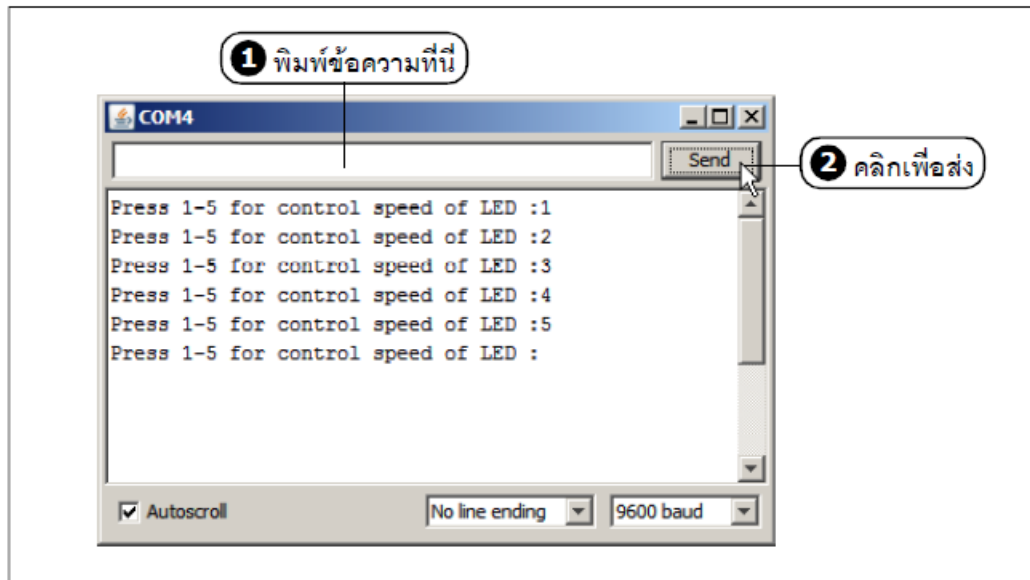 1 พิมพ์ข้อความที่นี่
COM4
Send
2 คลิกเพื่อส่ง
Press 1-5 for control speed of LED :1
Press 1-5 for control speed of LED :2
Press 1-5 for control speed of LED :3
Press 1-5 for control speed of LED :4
Press 1-5 for control speed of LED :5
Press 1-5 for control speed of LED :
Autoscroll
No line ending
9600 baud